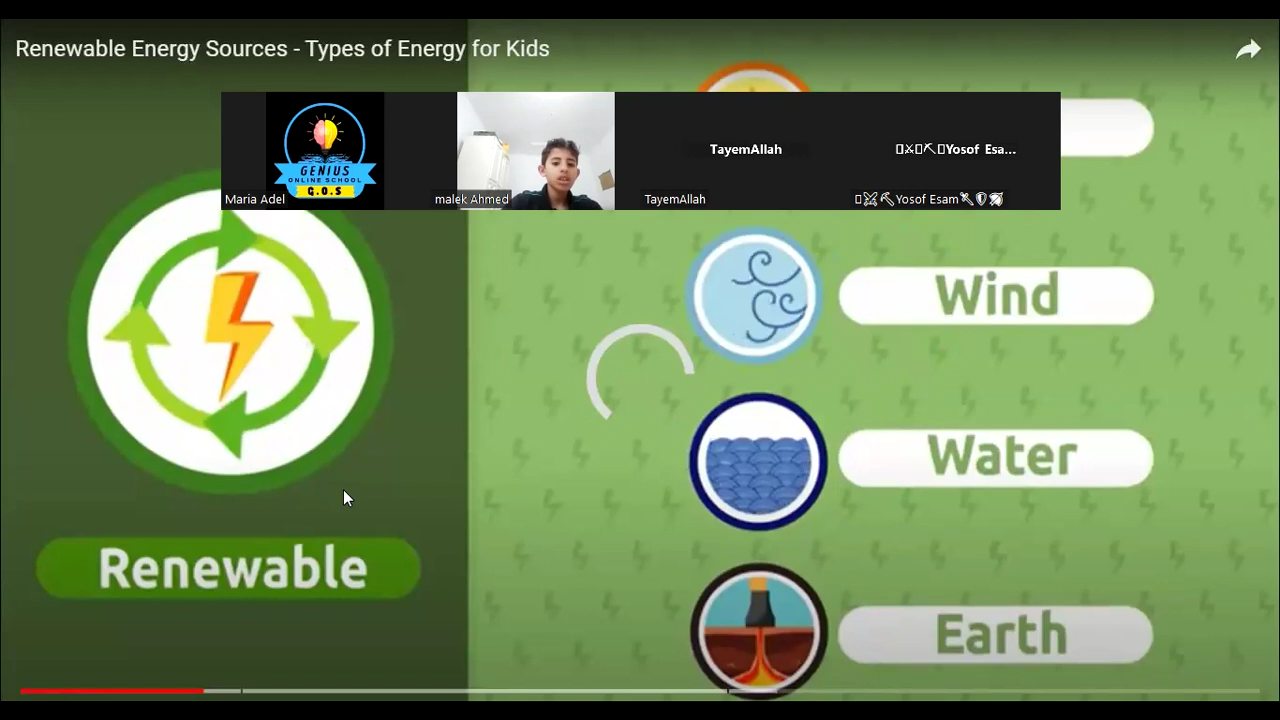 Renewable Energy Sources - Types of Energy for Kids
GENIUS
ONLINE SCHOOL
G.O.S
Maria Adel
malek Ahmed
TayemAllah
TayemAllah
Yosof Esa...
Yosof Esam
Wind
Water
Renewable
Earth